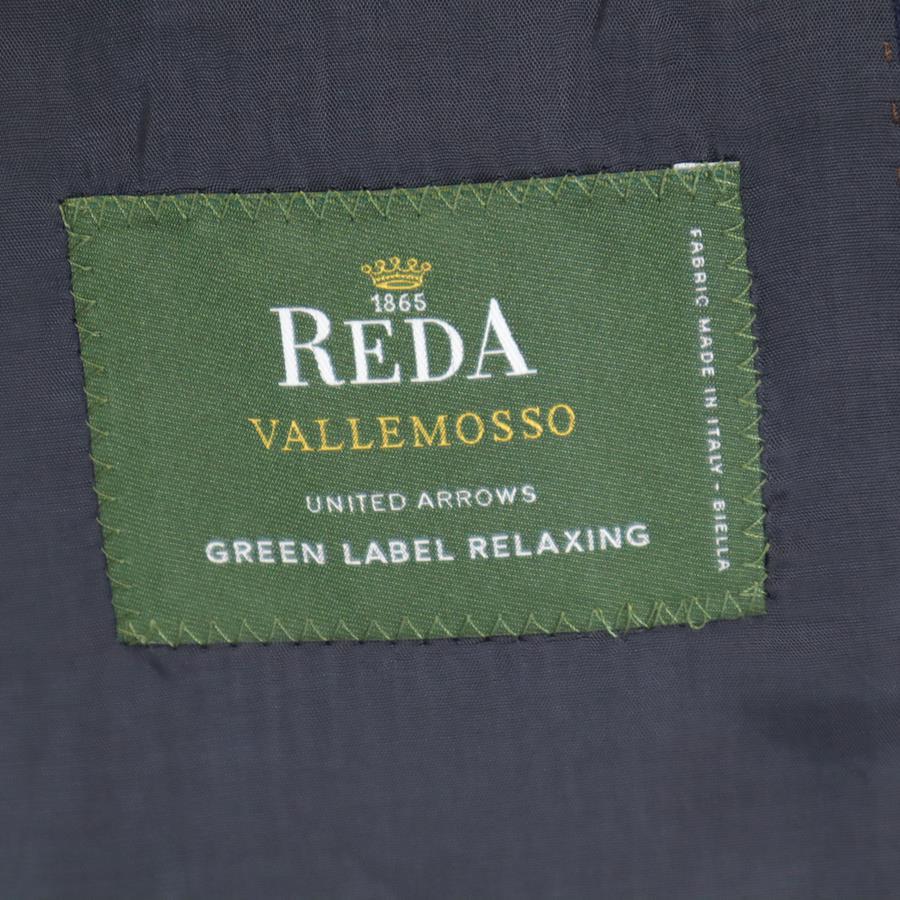 1865
REDA
VALLEMOSSO
UNITED ARROWS
GREEN LABEL RELAXING
FABRIC MADE IN ITALY - BIELLA